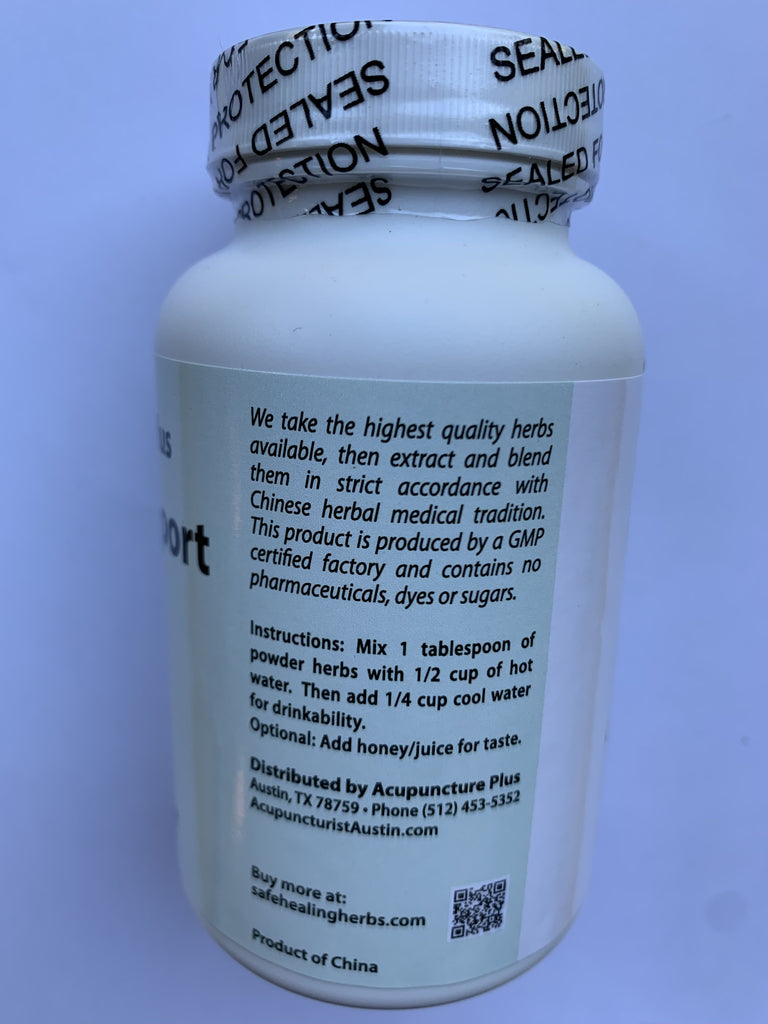 PROTECTION
SEALED FOR
PROTECTION
SEALED
SEALED
PROTECTION
SEALED FO
We take the highest quality herbs
available, then extract and blend
them in strict accordance with
Chinese herbal medical tradition.
This product is produced by a GMP
certified factory and contains no
pharmaceuticals, dyes or sugars.
Instructions: Mix 1 tablespoon of
powder herbs with 1/2 cup of hot
water. Then add 1/4 cup cool water
for drinkability.
Optional: Add honey/juice for taste.
Distributed by Acupuncture Plus
Austin, TX 78759 • Phone (512) 453-5352
AcupuncturistAustin.com
Buy more at:
safehealingherbs.com
Product of China